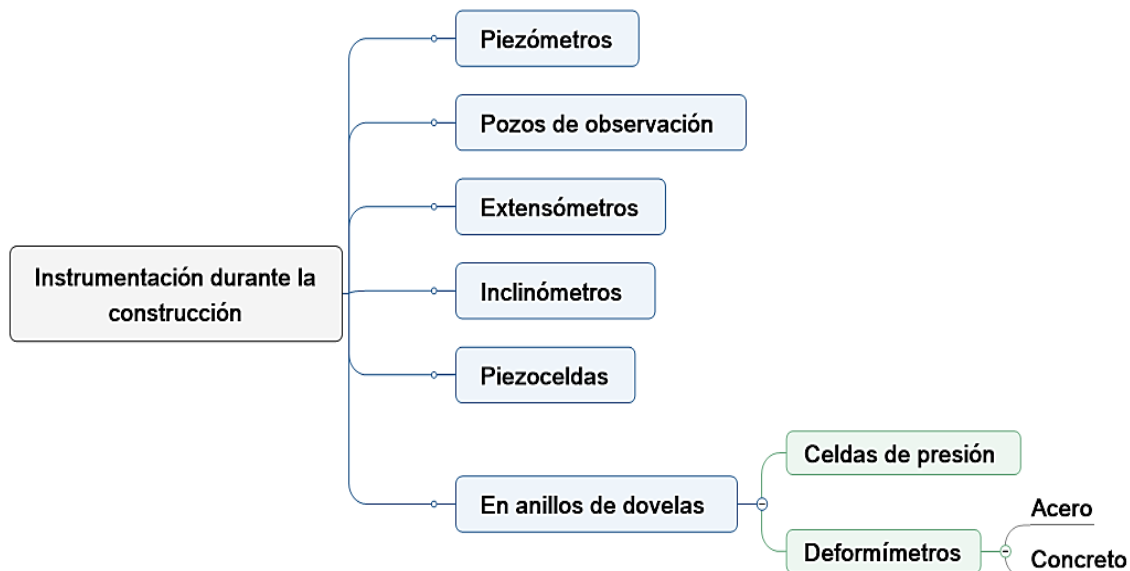 Piezómetros
Pozos de observación
Extensómetros
Instrumentación durante la
construcción
Inclinómetros
Piezoceldas
En anillos de dovelas
Celdas de presión
Deformímetros
Acero
Concreto